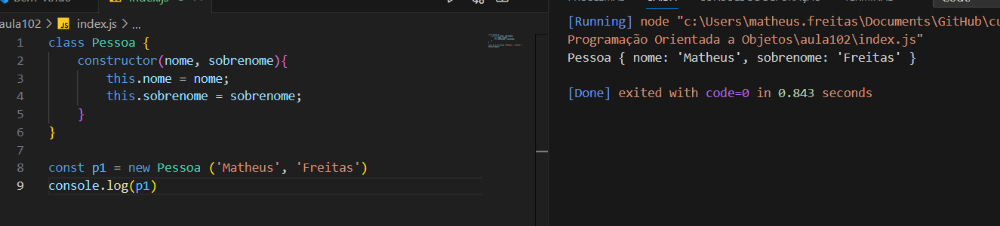 index.js
aula102 > index.js > ...
1 class Pessoa {
2 constructor(nome, sobrenome){
3 this.nome = nome;
4 this.sobrenome = sobrenome;
5 }
6 }
7
8 const p1 = new Pessoa ('Matheus', 'Freitas')
9 console.log(p1)
[Running] node "c:\Users\matheus.freitas\Documents\GitHub\cu
Programação Orientada a Objetos\aula102\index.js"
Pessoa { nome: 'Matheus', sobrenome: 'Freitas' }
[Done] exited with code=0 in 0.843 seconds